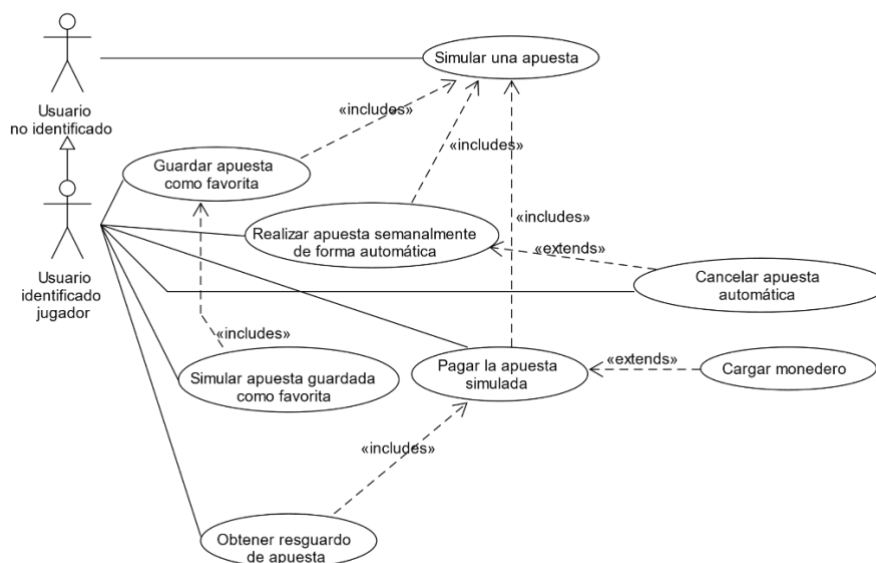 Simular una apuesta
Usuario
no identificado
«includes»
«includes»
Guardar apuesta
como favorita
«includes»
Realizar apuesta semanalmente
de forma automática
«extends»
Usuario
identificado
jugador
Cancelar apuesta
automática
«includes»
Simular apuesta guardada
como favorita
Pagar la apuesta
simulada
«extends»
Cargar monedero
«includes»
Obtener resguardo
de apuesta